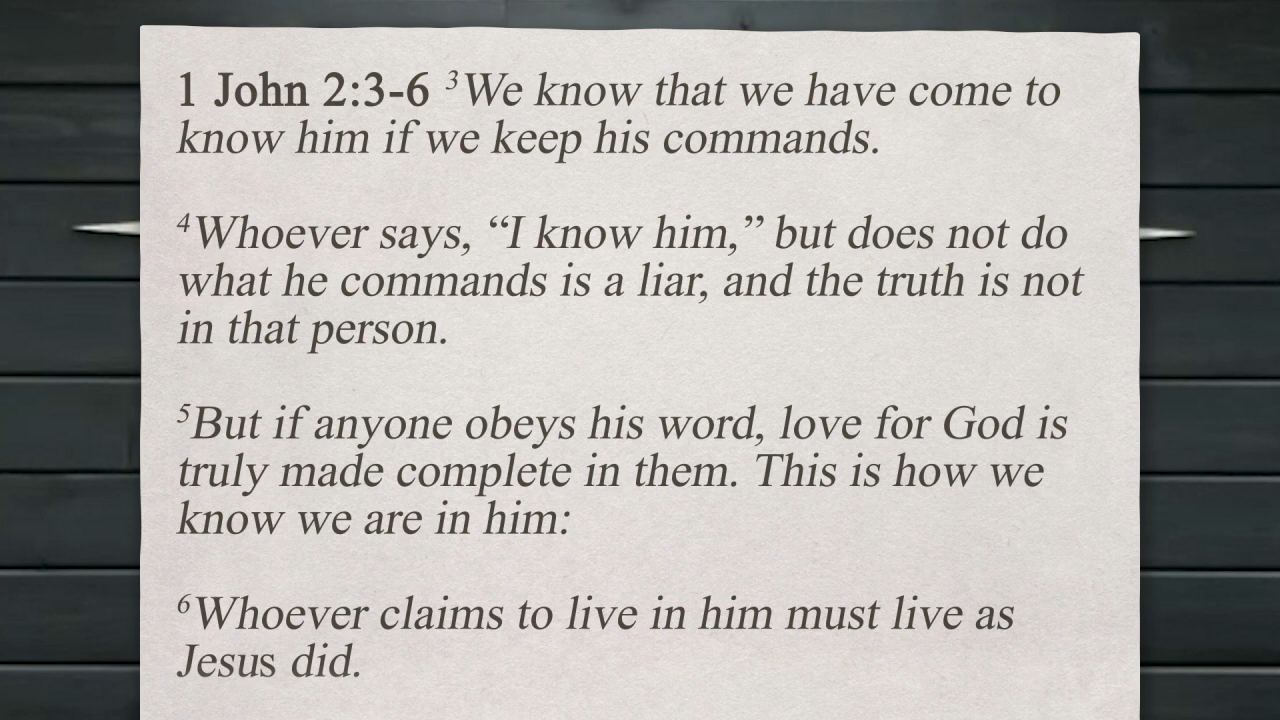 1 John 2:3-6 ³We know that we have come to
know him if we keep his commands.
⁴Whoever says, “I know him,” but does not do
what he commands is a liar, and the truth is not
in that person.
⁵But if anyone obeys his word, love for God is
truly made complete in them. This is how we
know we are in him:
⁶Whoever claims to live in him must live as
Jesus did.